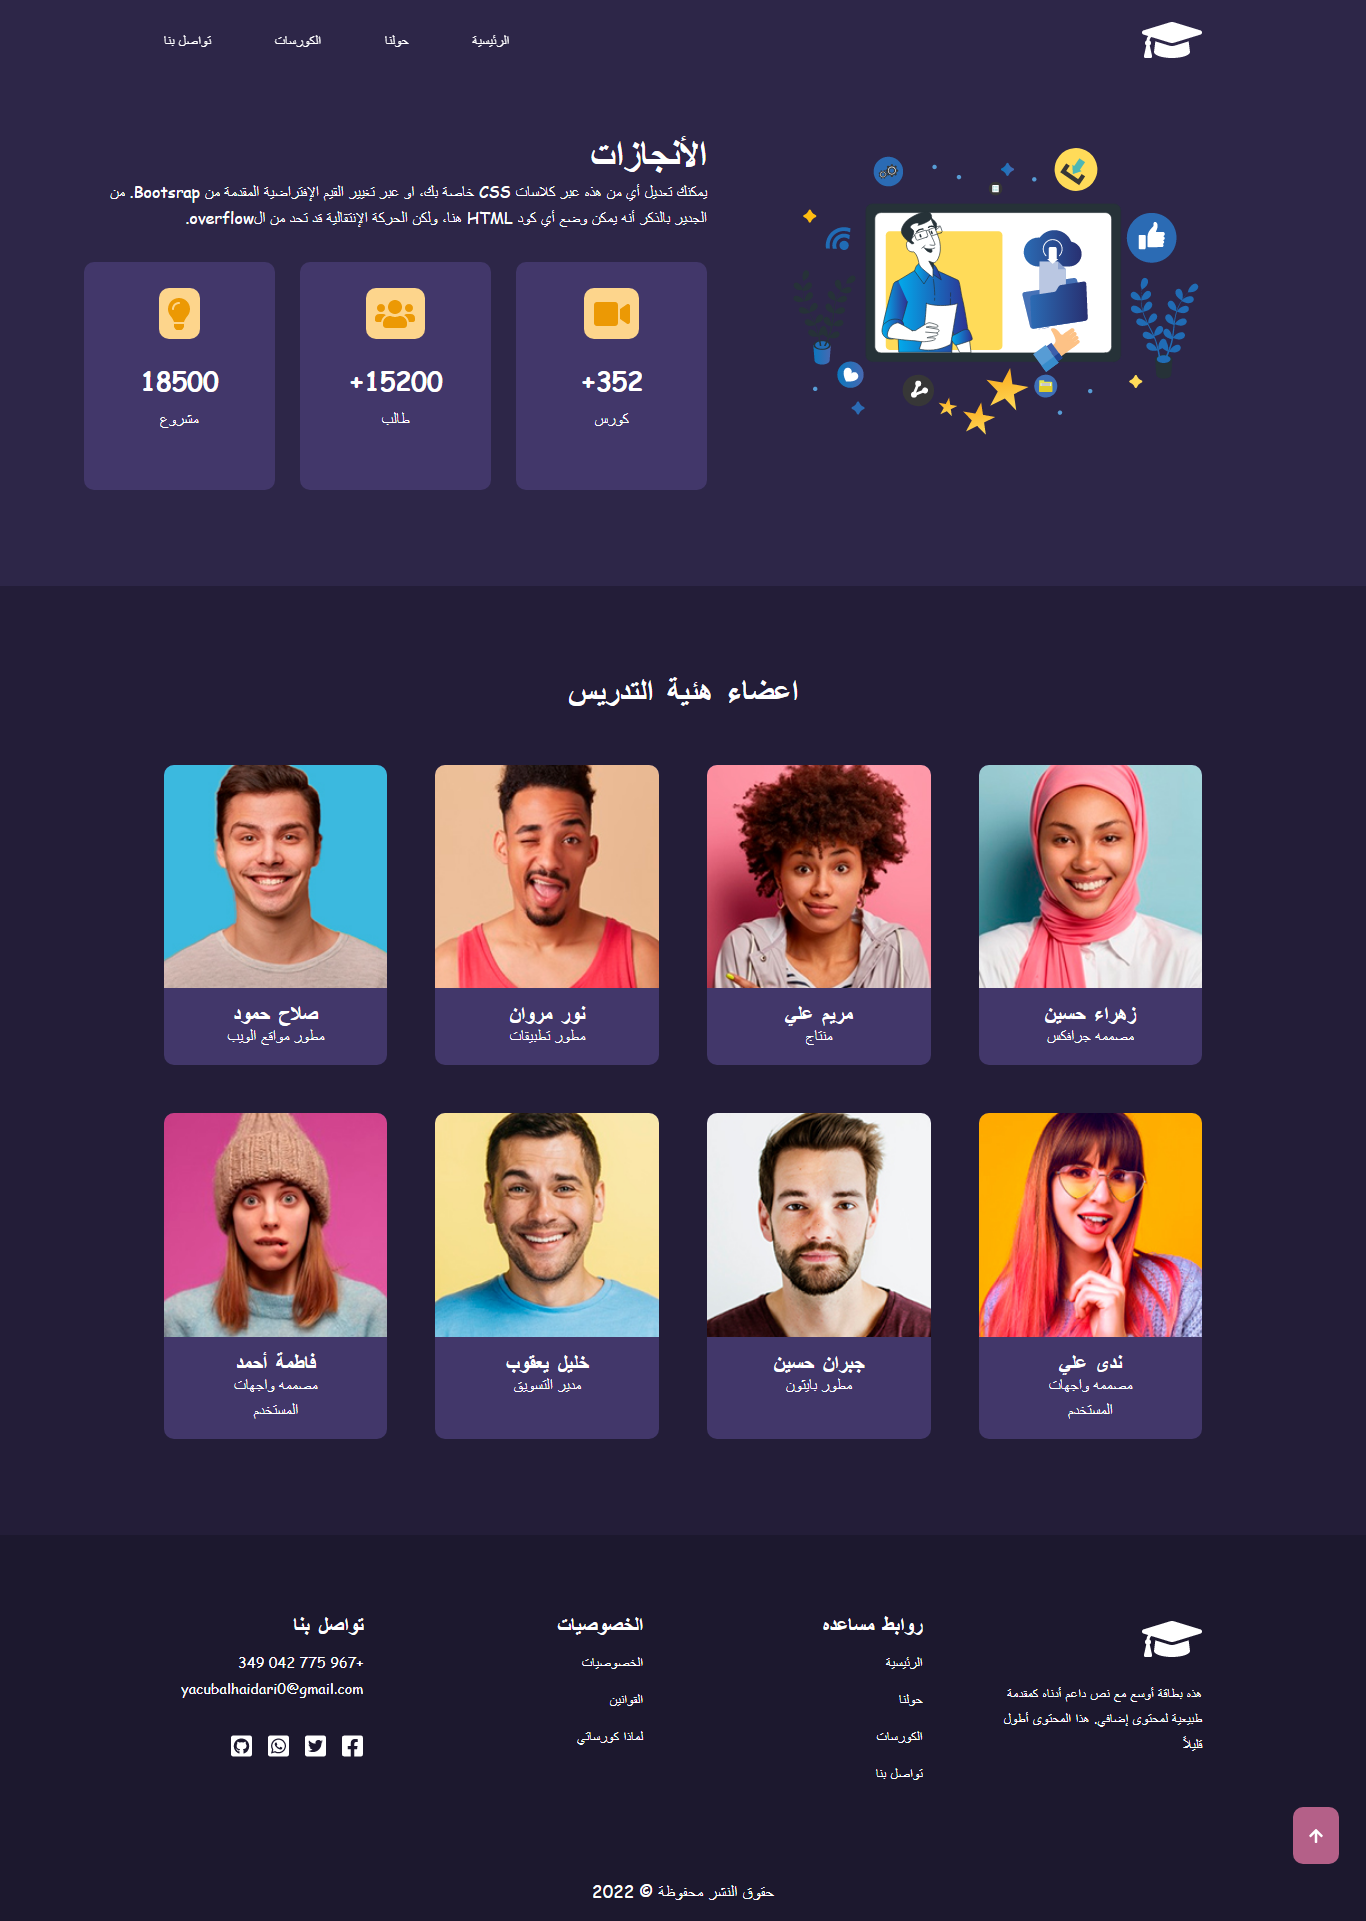 الرئيسية
حولنا
الكورسات
تواصل بنا
الأنجازات
يمكنك تعديل أي من هذه عبر كلاسات CSS خاصة بك، او عبر تغيير القيم الإفتراضية المقدمة من Bootsrap. من
الجدير بالذكر أنه يمكن وضع أي كود HTML هنا، ولكن الحركة الإنتقالية قد تحد من الoverflow.
+352
كورس
+15200
طالب
18500
مشروع
اعضاء هئية التدريس
زهراء حسين
مصممه جرافكس
مريم علي
منتاج
نور مروان
مطور تطبيقات
صلاح حمود
مطور مواقع الويب
ندى علي
مصممه واجهات
المستخدم
جبران حسين
مطور بايثون
خليل يعقوب
مدير التسويق
فاطمة أحمد
مصممه واجهات
المستخدم
هذه بطاقة أوسع مع نص داعم أدناه كمقدمة
طبيعية لمحتوى إضافي. هذا المحتوى أطول
قليلاً
روابط مساعده
الرئيسية
حولنا
الكورسات
تواصل بنا
الخصوصيات
الخصوصيات
القوانين
لماذا كورساتي
تواصل بنا
349 042 775 967+
yacubalhaidari0@gmail.com
حقوق النشر محفوظة © 2022